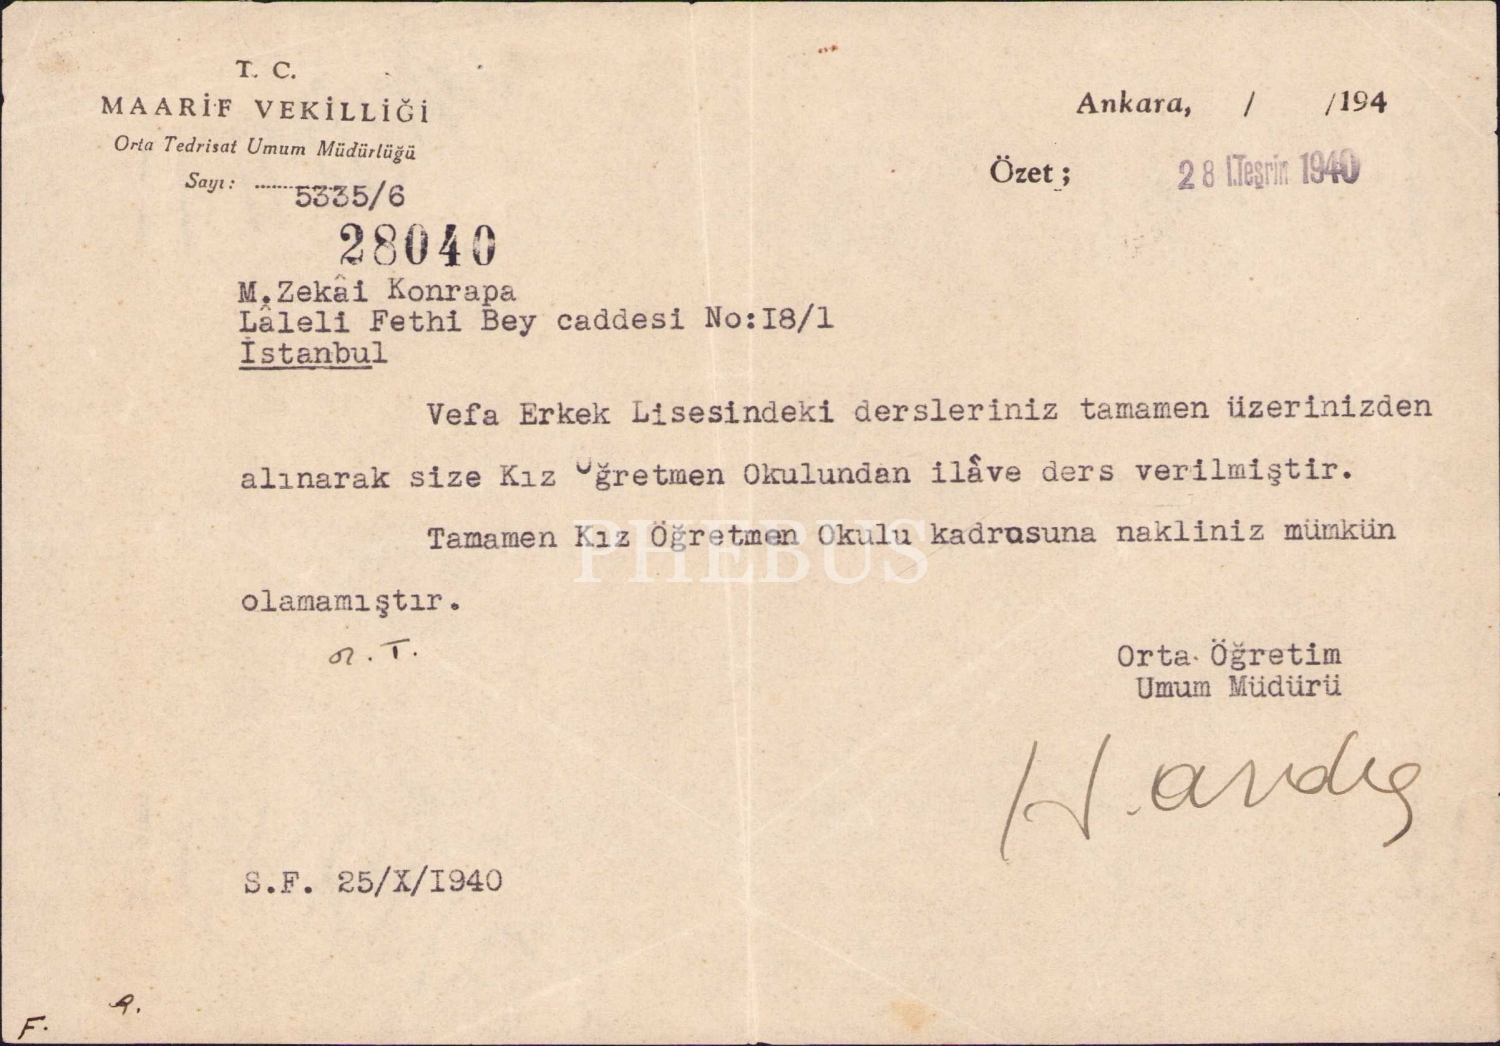 T. C.
MAARİF VEKİLLİĞİ
Orta Tedrisat Umum Müdürlüğü
Sayı: ..............
5335/6
28040
Ankara, / /194
Özet ;
28 I.Teşrin 1940
M.Zekâi Konrapa
Lâleli Fethi Bey caddesi No:I8/1
İstanbul
Vefa Erkek Lisesindeki dersleriniz tamamen üzerinizden
alınarak size Kız Öğretmen Okulundan ilâve ders verilmiştir.
Tamamen Kız Öğretmen Okulu kadrosuna nakliniz mümkün
olamamıştır.
PHEBUS
Orta Öğretim
Umum Müdürü
S.F. 25/X/I940
F.